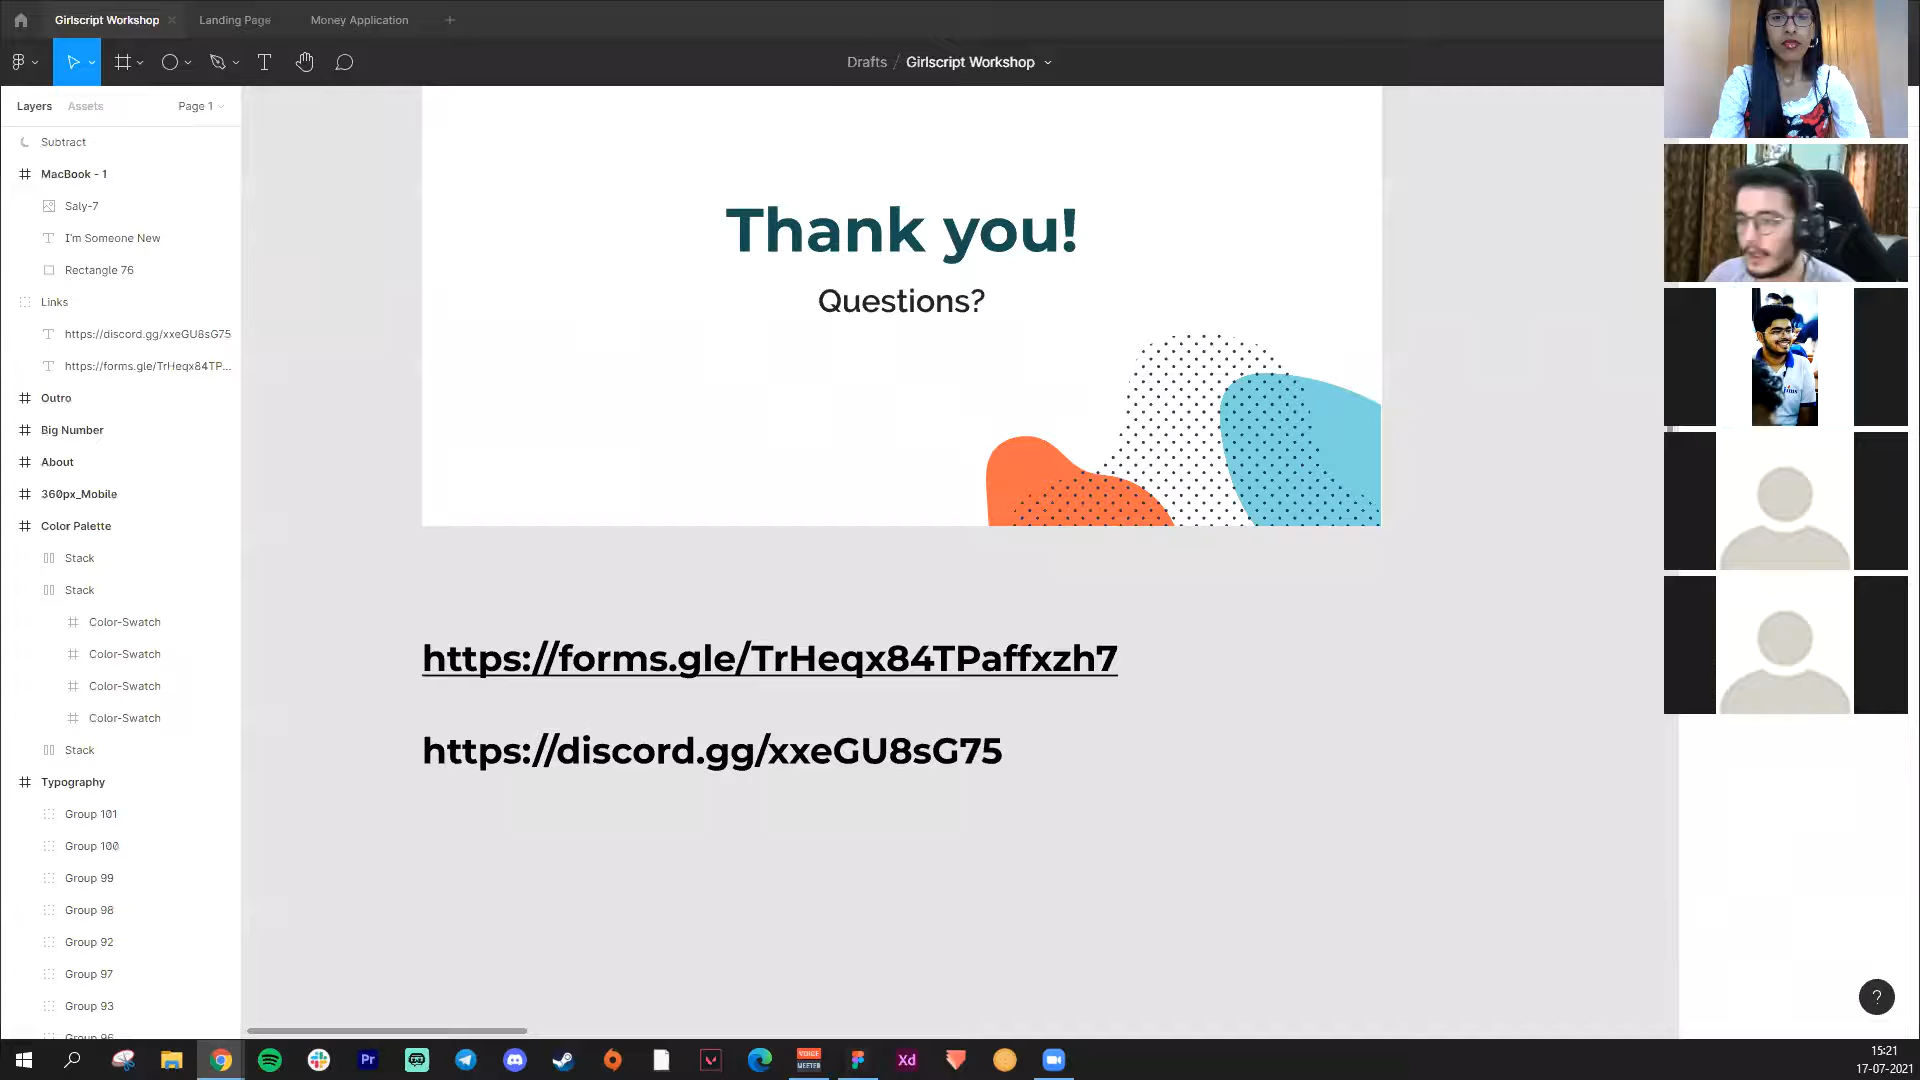 Girlscript Workshop
Landing Page
Money Application
Drafts / Girlscript Workshop
Layers
Assets
Page 1
Subtract
MacBook - 1
Saly-7
I'm Someone New
Rectangle 76
Links
https://discord.gg/xxeGU8sG75
https://forms.gle/TrHeqx84TP...
Outro
Big Number
About
360px_Mobile
Color Palette
Stack
Stack
Color-Swatch
Color-Swatch
Color-Swatch
Color-Swatch
Stack
Typography
Group 101
Group 100
Group 99
Group 98
Group 92
Group 97
Group 93
Thank you!
Questions?
https://forms.gle/TrHeqx84TPaffxzh7
https://discord.gg/xxeGU8sG75
?
Pr
VOICE
MEETER
Xd
15:21
17-07-2021